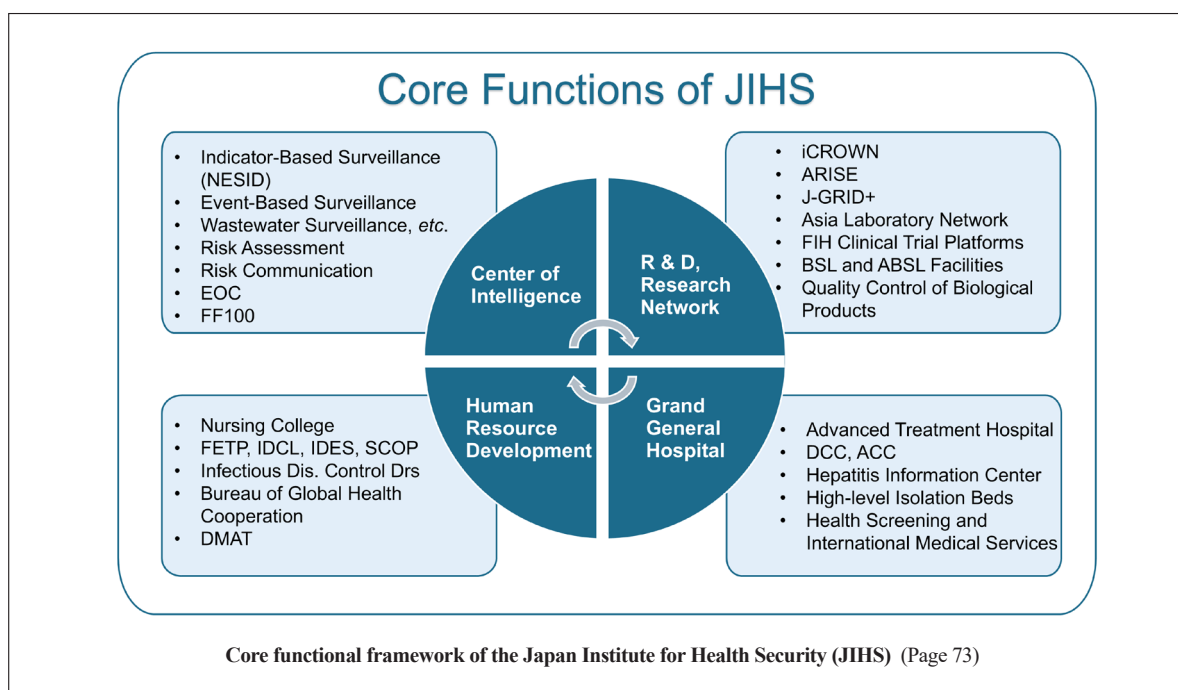 Core Functions of JIHS
• Indicator-Based Surveillance
(NESID)
• Event-Based Surveillance
• Wastewater Surveillance, etc.
• Risk Assessment
• Risk Communication
• EOC
• FF100
• iCROWN
• ARISE
• J-GRID+
• Asia Laboratory Network
• FIH Clinical Trial Platforms
• BSL and ABSL Facilities
• Quality Control of Biological
Products
Center of
Intelligence
R & D,
Research
Network
Human
Resource
Development
Grand
General
Hospital
• Nursing College
• FETP, IDCL, IDES, SCOP
• Infectious Dis. Control Drs
• Bureau of Global Health
Cooperation
• DMAT
• Advanced Treatment Hospital
• DCC, ACC
• Hepatitis Information Center
• High-level Isolation Beds
• Health Screening and
International Medical Services
Core functional framework of the Japan Institute for Health Security (JIHS) (Page 73)